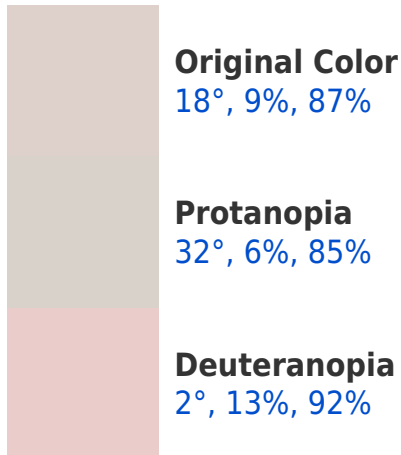 Original Color
18°, 9%, 87%
Protanopia
32°, 6%, 85%
Deuteranopia
2°, 13%, 92%